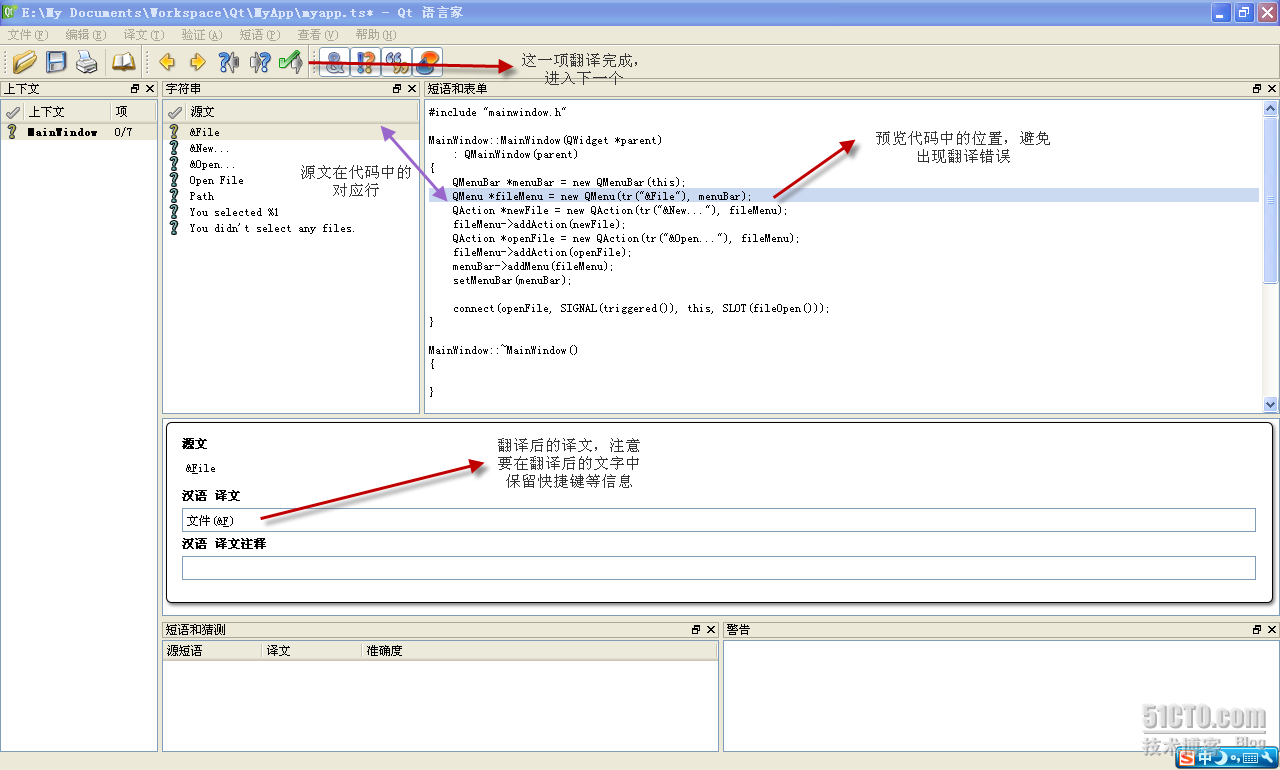 E:\My Documents\Workspace\Qt\MyApp\myapp.ts* - Qt 语言家
文件(F) 编辑(E) 译文(T) 验证(A) 短语(P) 查看(V) 帮助(H)
这一项翻译完成，
进入下一个
上下文
字符串
短语和表单
上下文 项
MainWindow 0/7
源文
&File
&New...
&Open...
Open File
Path
You selected %1
You didn't select any files.
源文在代码中的
对应行
#include "mainwindow.h"
MainWindow::MainWindow(QWidget *parent)
: QMainWindow(parent)
{
QMenuBar *menuBar = new QMenuBar(this);
QMenu *fileMenu = new QMenu(tr("&File"), menuBar);
QAction *newFile = new QAction(tr("&New..."), fileMenu);
fileMenu->addAction(newFile);
QAction *openFile = new QAction(tr("&Open..."), fileMenu);
fileMenu->addAction(openFile);
menuBar->addMenu(fileMenu);
setMenuBar(menuBar);
connect(openFile, SIGNAL(triggered()), this, SLOT(fileOpen()));
}
MainWindow::~MainWindow()
{
}
预览代码中的位置，避免
出现翻译错误
源文
&File
汉语 译文
文件(&F)
汉语 译文注释
翻译后的译文，注意
要在翻译后的文字中
保留快捷键等信息
短语和猜测
源短语 译文 准确度
警告
51CTO.com
技术博客 Blog
中